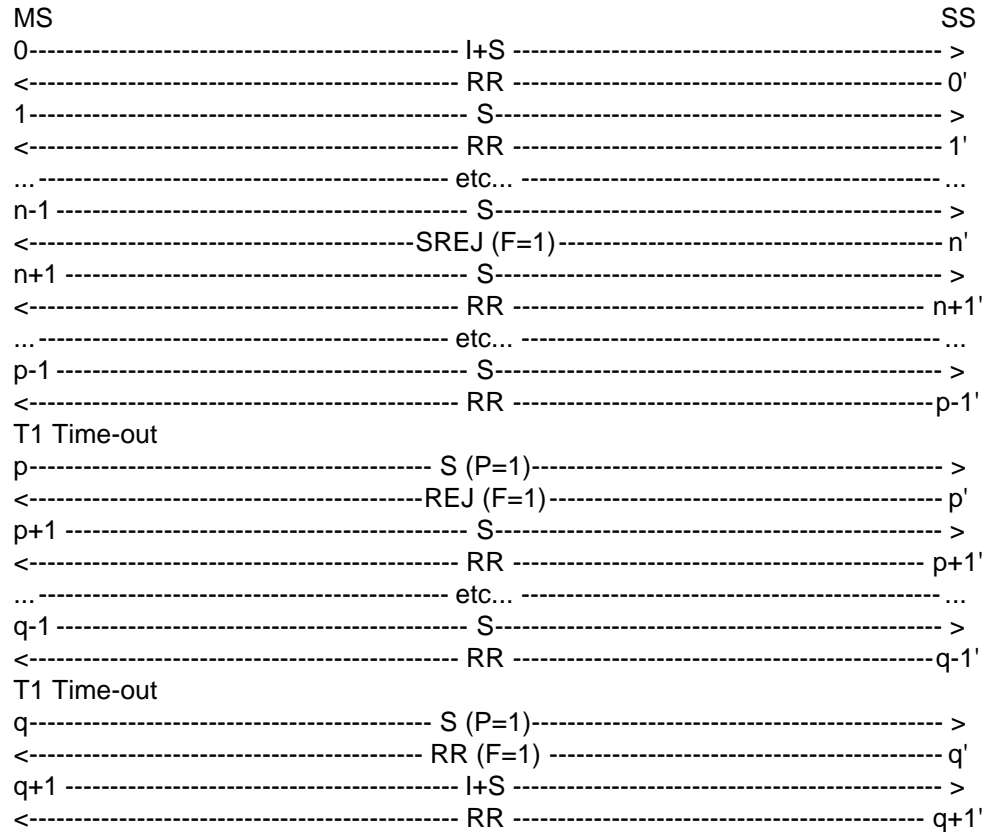 MS SS
0------------------------------------------------ I+S ------------------------------------------------ >
<------------------------------------------------ RR ------------------------------------------------ 0'
1------------------------------------------------- S-------------------------------------------------- >
<------------------------------------------------ RR ------------------------------------------------ 1'
...---------------------------------------------- etc... ----------------------------------------------- ...
n-1 ---------------------------------------------- S-------------------------------------------------- >
<-------------------------------------------SREJ (F=1)------------------------------------------- n'
n+1 --------------------------------------------- S-------------------------------------------------- >
<------------------------------------------------ RR ---------------------------------------------- n+1'
...---------------------------------------------- etc... ----------------------------------------------- ...
p-1 ---------------------------------------------- S-------------------------------------------------- >
<------------------------------------------------ RR -----------------------------------------------p-1'
T1 Time-out
p--------------------------------------------- S (P=1)---------------------------------------------- >
<--------------------------------------------REJ (F=1)-------------------------------------------- p'
p+1 --------------------------------------------- S-------------------------------------------------- >
<------------------------------------------------ RR ---------------------------------------------- p+1'
...---------------------------------------------- etc... ----------------------------------------------- ...
q-1 ---------------------------------------------- S-------------------------------------------------- >
<------------------------------------------------ RR -----------------------------------------------q-1'
T1 Time-out
q--------------------------------------------- S (P=1)---------------------------------------------- >
<-------------------------------------------- RR (F=1) -------------------------------------------- q'
q+1 -------------------------------------------- I+S ------------------------------------------------ >
<------------------------------------------------ RR ---------------------------------------------- q+1'